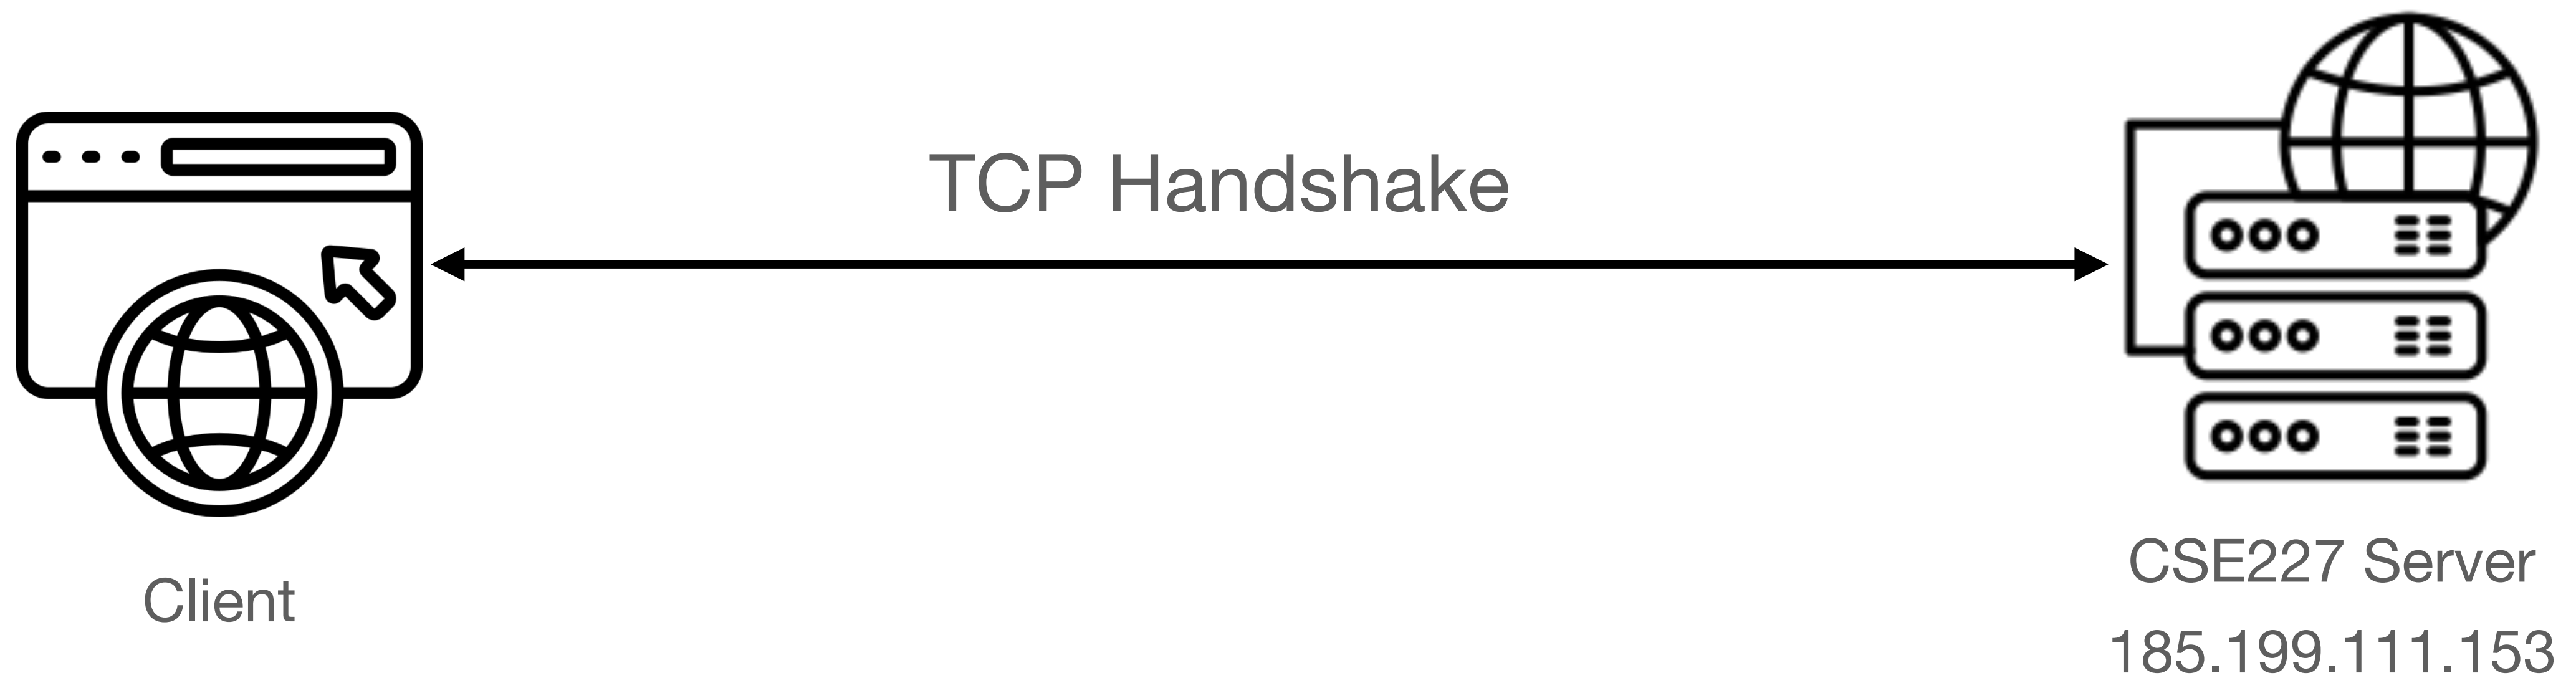 TCP Handshake
Client
CSE227 Server
185.199.111.153